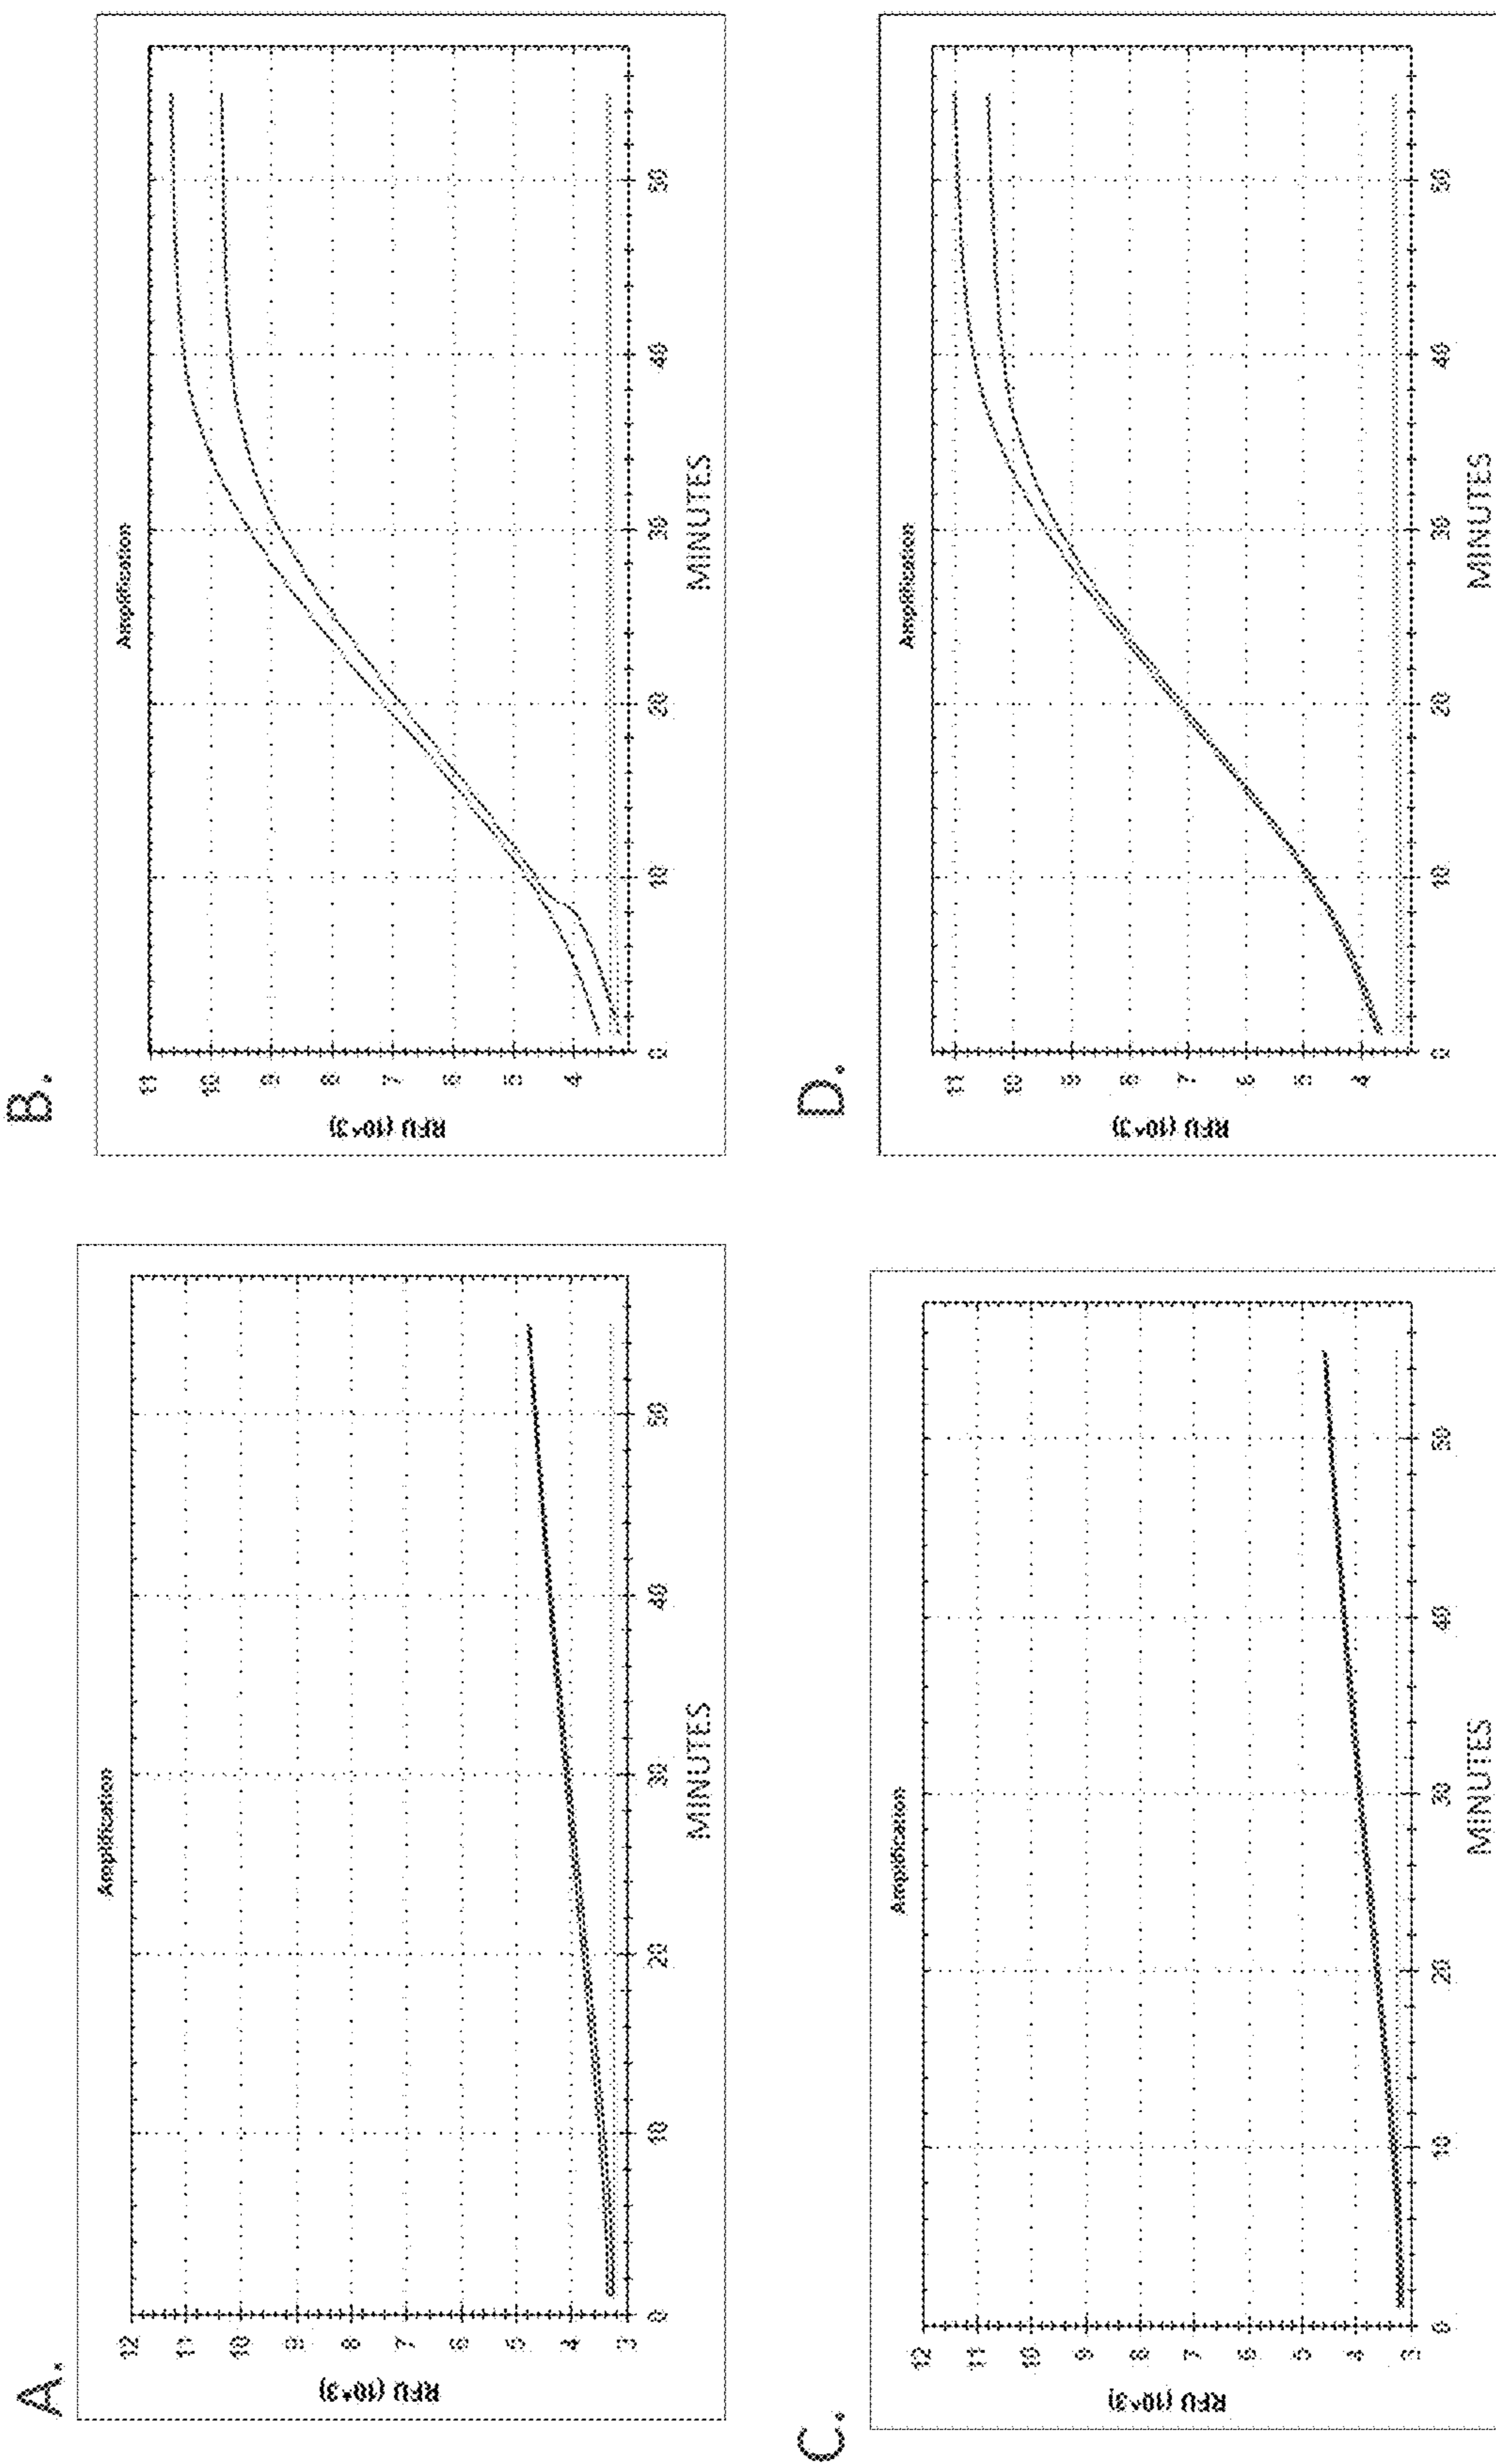 A.
Amplification
RFU (10^3)
12
11
10
9
8
7
6
5
4
3
0 10 20 30 40 50
MINUTES
B.
Amplification
RFU (10^3)
11
10
9
8
7
6
5
4
0 10 20 30 40 50
MINUTES
C.
Amplification
RFU (10^3)
12
11
10
9
8
7
6
5
4
3
0 10 20 30 40 50
MINUTES
D.
Amplification
RFU (10^3)
11
10
9
8
7
6
5
4
0 10 20 30 40 50
MINUTES